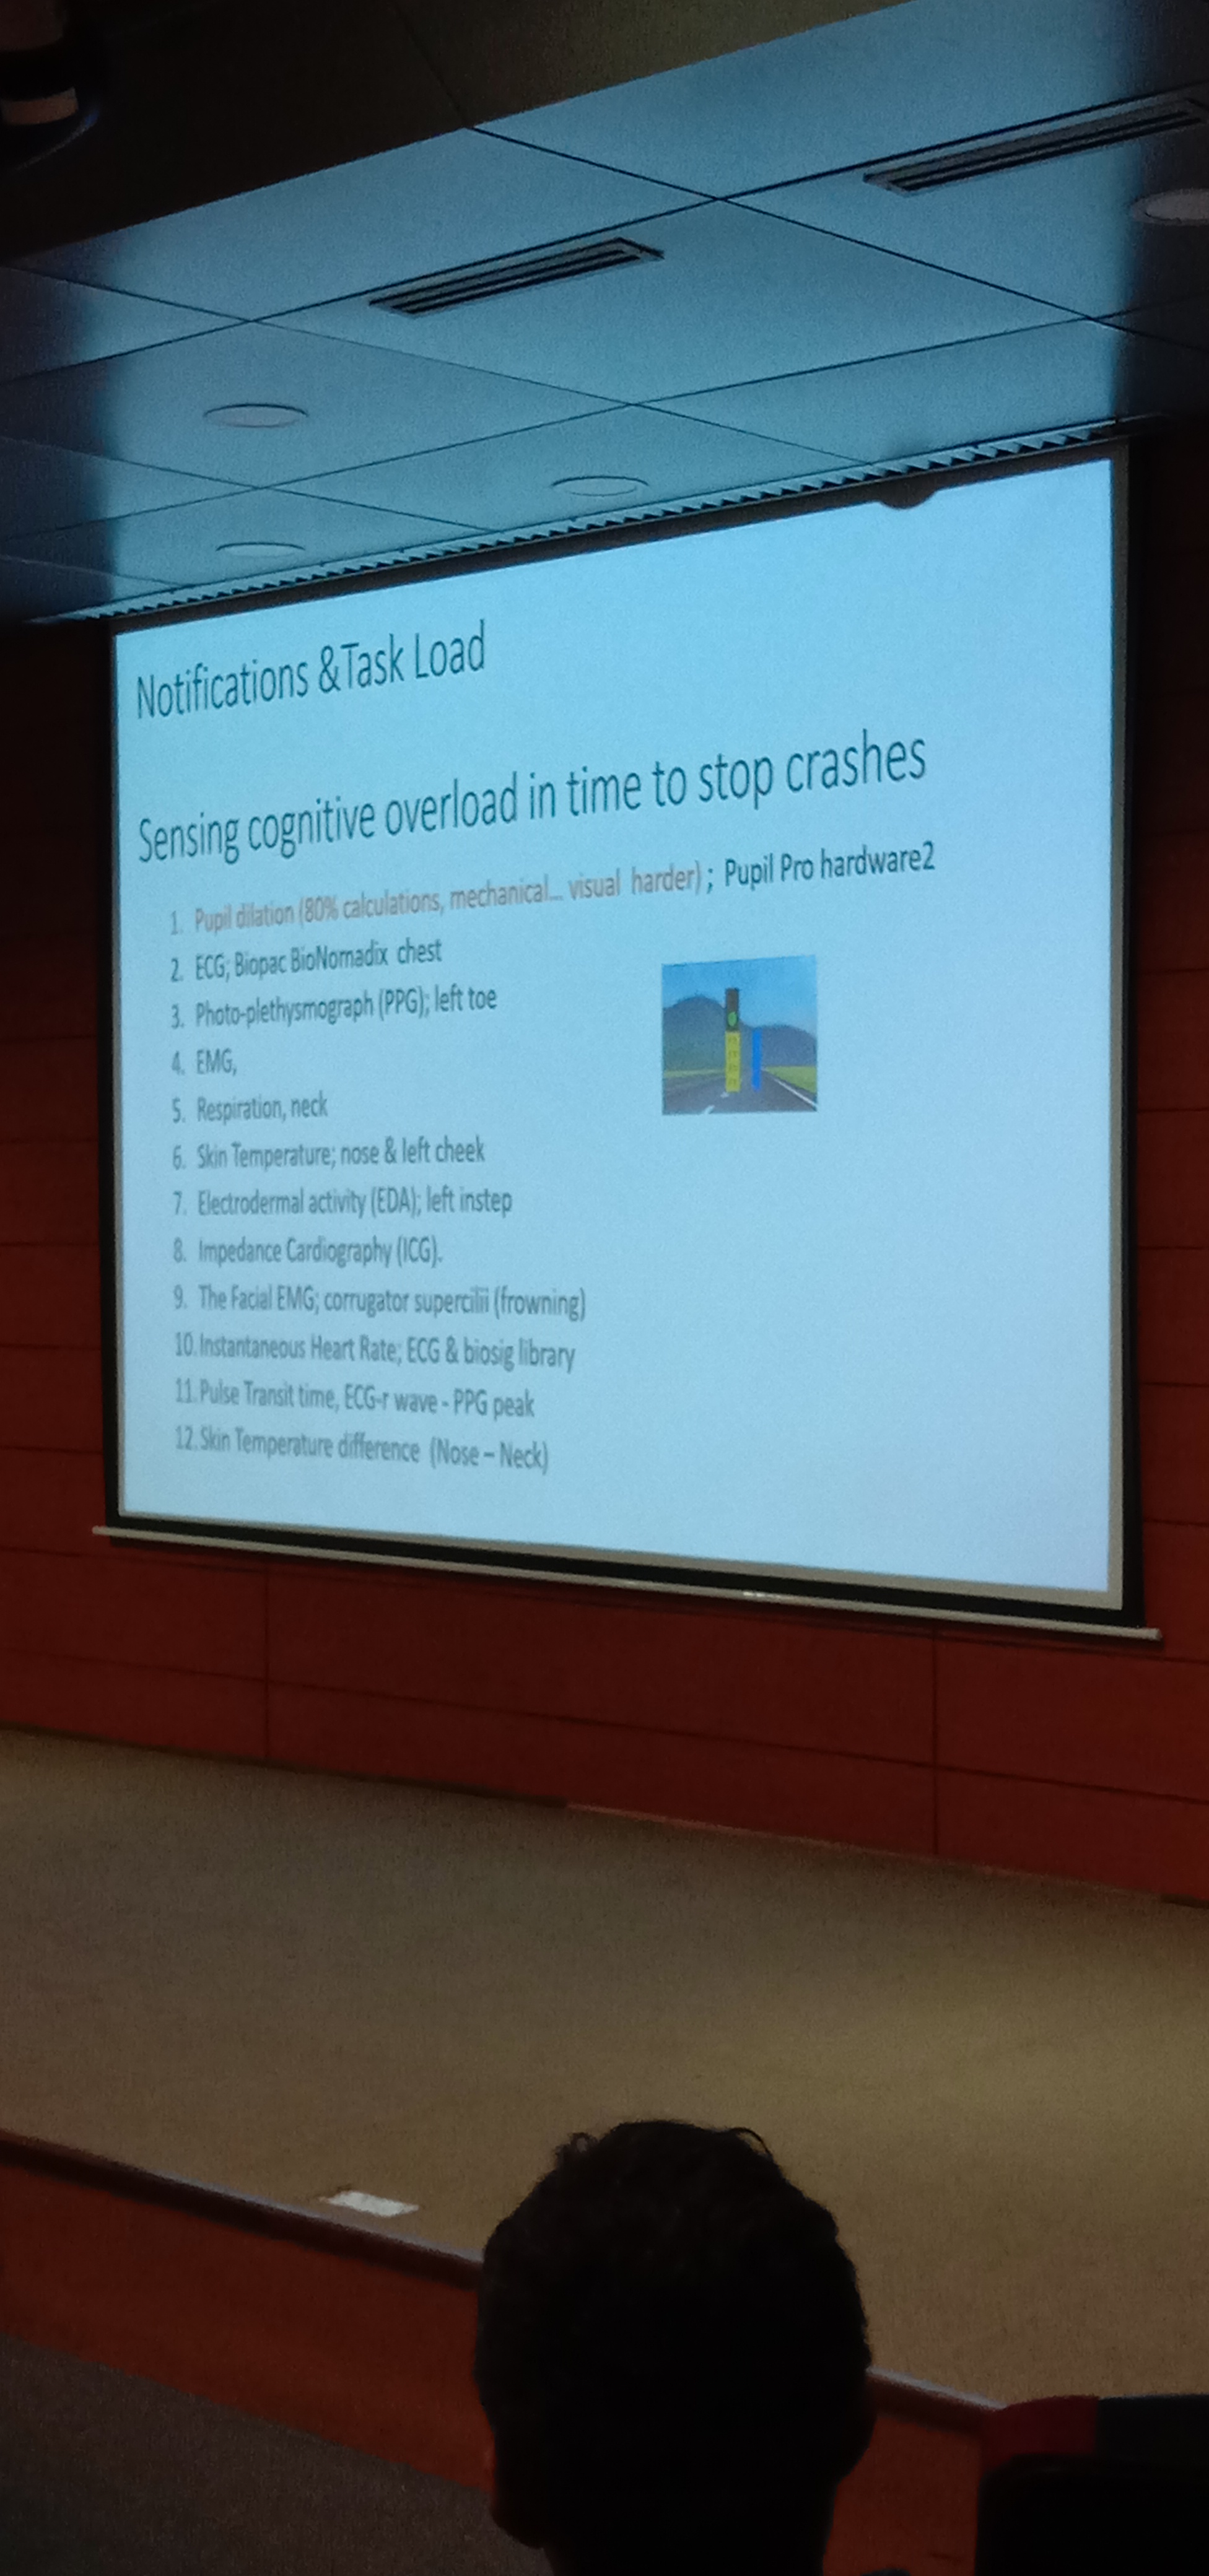 Notifications &Task Load
Sensing cognitive overload in time to stop crashes
1. Pupil dilation (80% calculations, mechanical... visual harder) ; Pupil Pro hardware2
2. ECG; Biopac BioNomadix chest
3. Photo-plethysmograph (PPG); left toe
4. EMG,
5. Respiration, neck
6. Skin Temperature; nose & left cheek
7. Electrodermal activity (EDA); left instep
8. Impedance Cardiography (ICG).
9. The Facial EMG; corrugator supercilii (frowning)
10. Instantaneous Heart Rate; ECG & biosig library
11. Pulse Transit time, ECG-r wave - PPG peak
12. Skin Temperature difference (Nose – Neck)